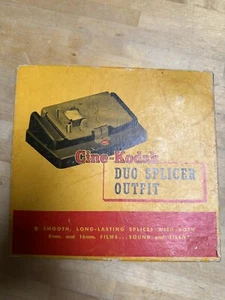 Ciné-Kodak
DUO SPLICER
OUTFIT
SMOOTH, LONG-LASTING SPLICES WITH BOTH
8mm. and 16mm. FILMS... SOUND and SILENT